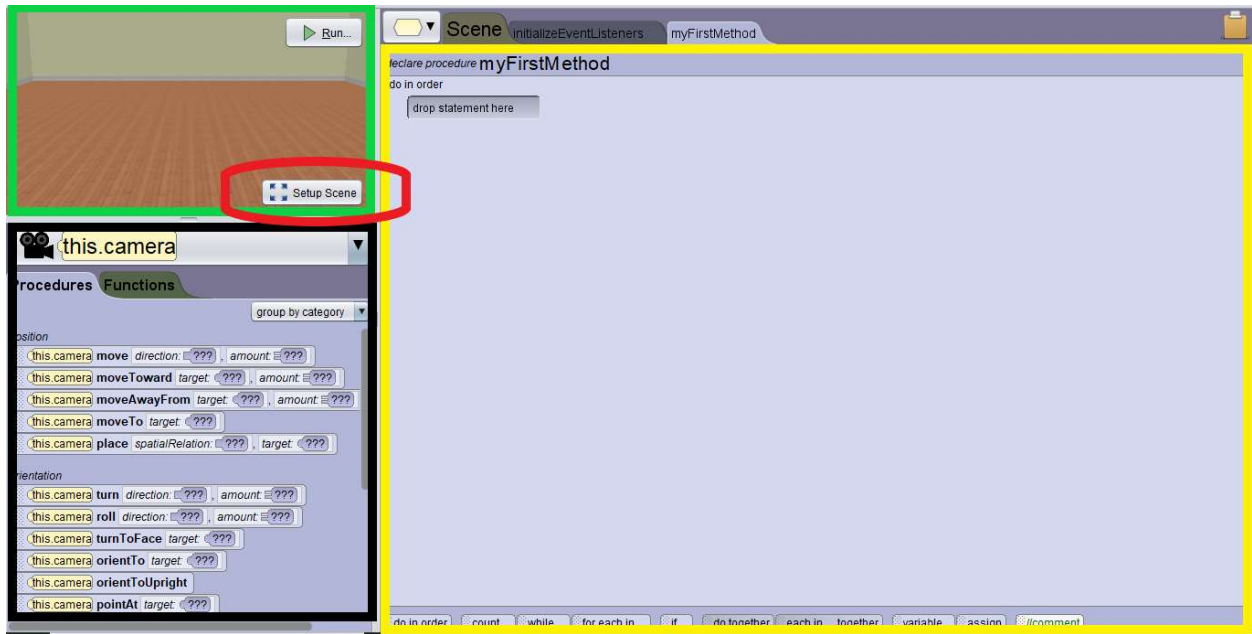 Run...
Setup Scene
this.camera
Procedures Functions
group by category
osition
this.camera move direction: ??? , amount: ???
this.camera moveToward target: ??? , amount: ???
this.camera moveAwayFrom target: ??? , amount: ???
this.camera moveTo target: ???
this.camera place spatialRelation: ??? , target: ???
rientation
this.camera turn direction: ??? , amount: ???
this.camera roll direction: ??? , amount: ???
this.camera turnToFace target: ???
this.camera orientTo target: ???
this.camera orientToUpright
this.camera pointAt target: ???
Scene initializeEventListeners myFirstMethod
declare procedure myFirstMethod
do in order
drop statement here
do in order count while for each in if do together each in together variable assign //comment